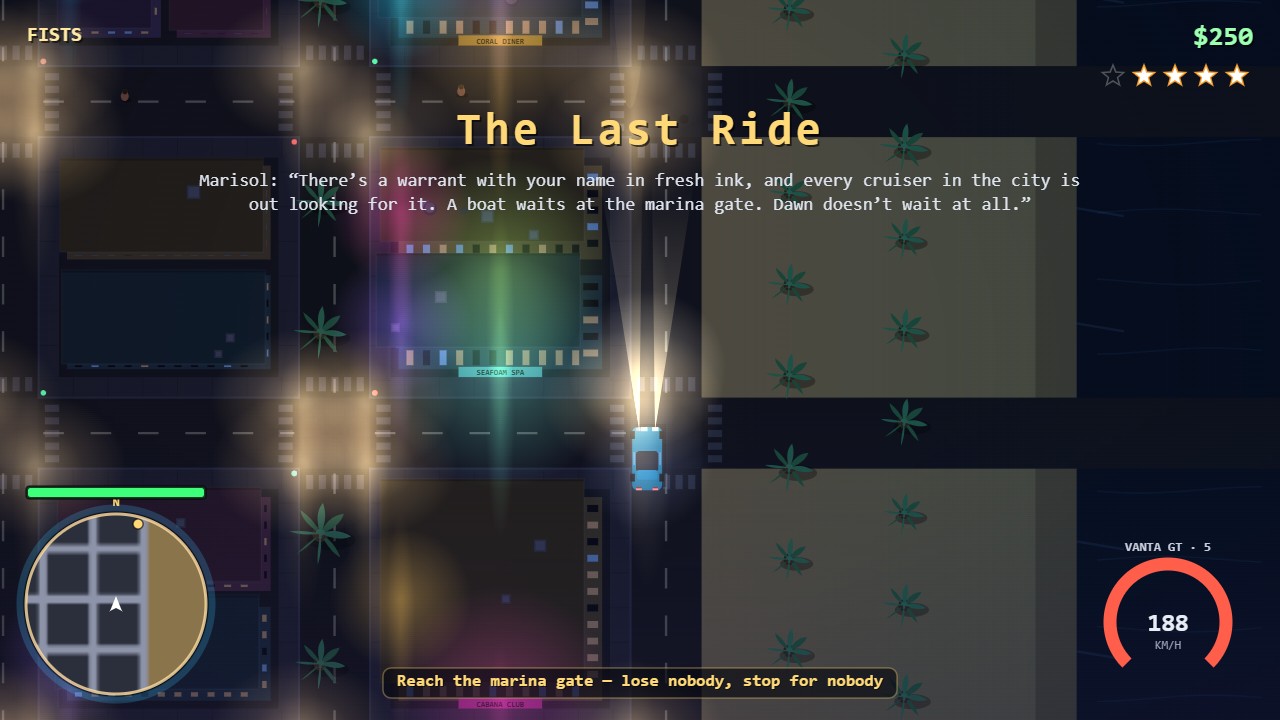 FISTS
$250
CORAL DINER
The Last Ride
Marisol: “There’s a warrant with your name in fresh ink, and every cruiser in the city is
out looking for it. A boat waits at the marina gate. Dawn doesn’t wait at all.”
SEAFOAM SPA
N
VANTA GT · 5
188
KM/H
Reach the marina gate — lose nobody, stop for nobody
CABANA CLUB